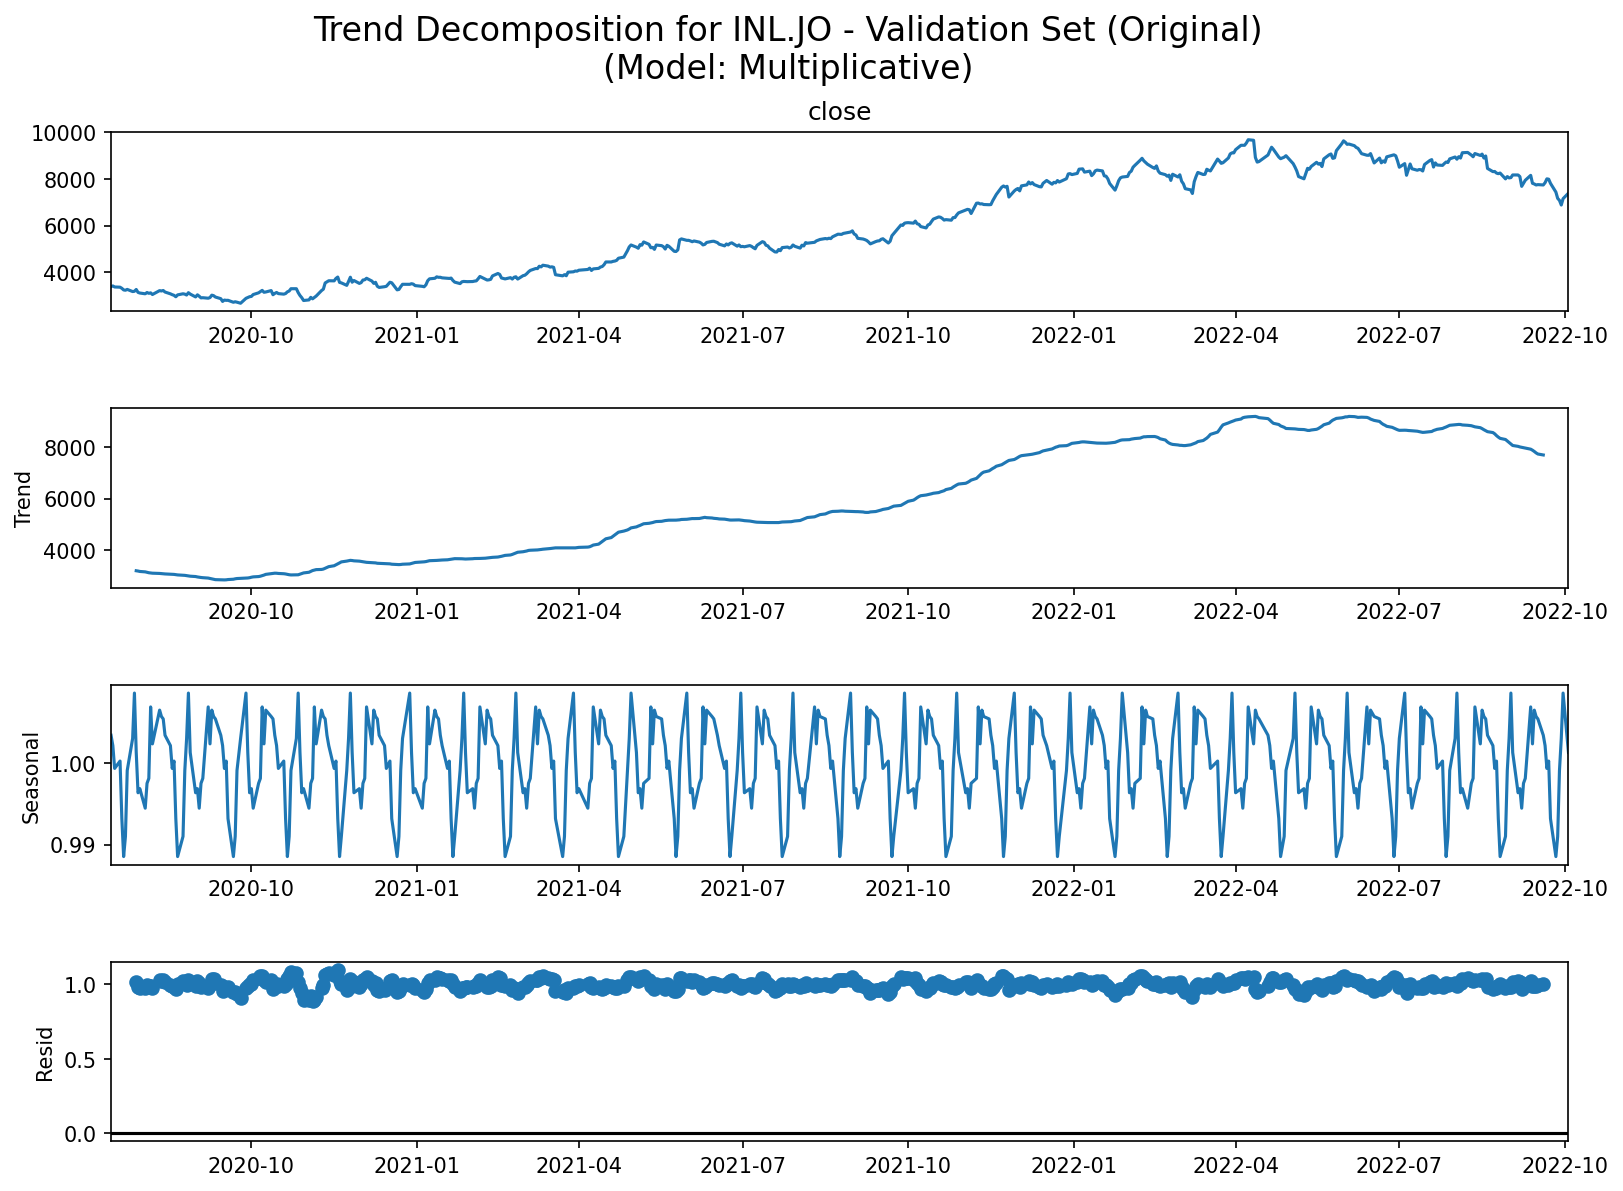 Trend Decomposition for INL.JO - Validation Set (Original)
(Model: Multiplicative)
close
10000
8000
6000
4000
2020-10 2021-01 2021-04 2021-07 2021-10 2022-01 2022-04 2022-07 2022-10
Trend
8000
6000
4000
2020-10 2021-01 2021-04 2021-07 2021-10 2022-01 2022-04 2022-07 2022-10
Seasonal
1.00
0.99
2020-10 2021-01 2021-04 2021-07 2021-10 2022-01 2022-04 2022-07 2022-10
Resid
1.0
0.5
0.0
2020-10 2021-01 2021-04 2021-07 2021-10 2022-01 2022-04 2022-07 2022-10